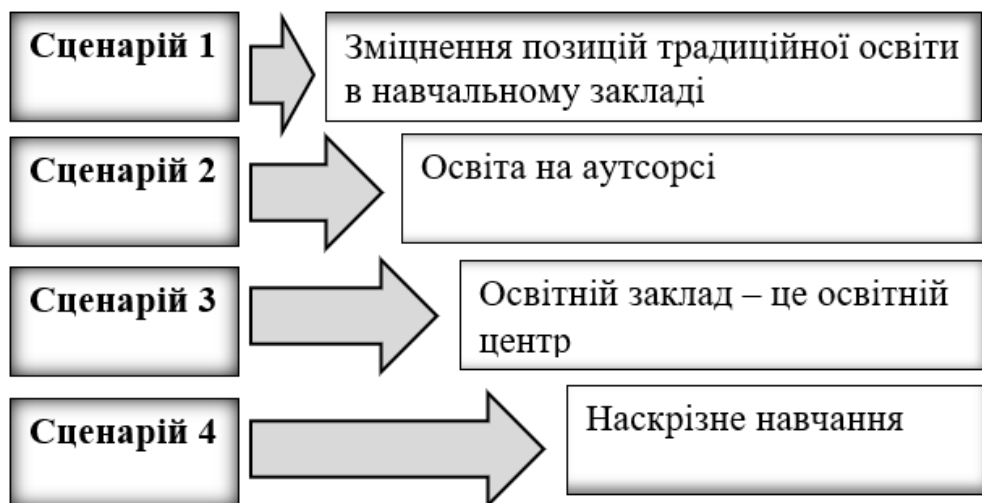 Сценарій 1
Зміцнення позицій традиційної освіти
в навчальному закладі
Сценарій 2
Освіта на аутсорсі
Сценарій 3
Освітній заклад – це освітній
центр
Сценарій 4
Наскрізне навчання